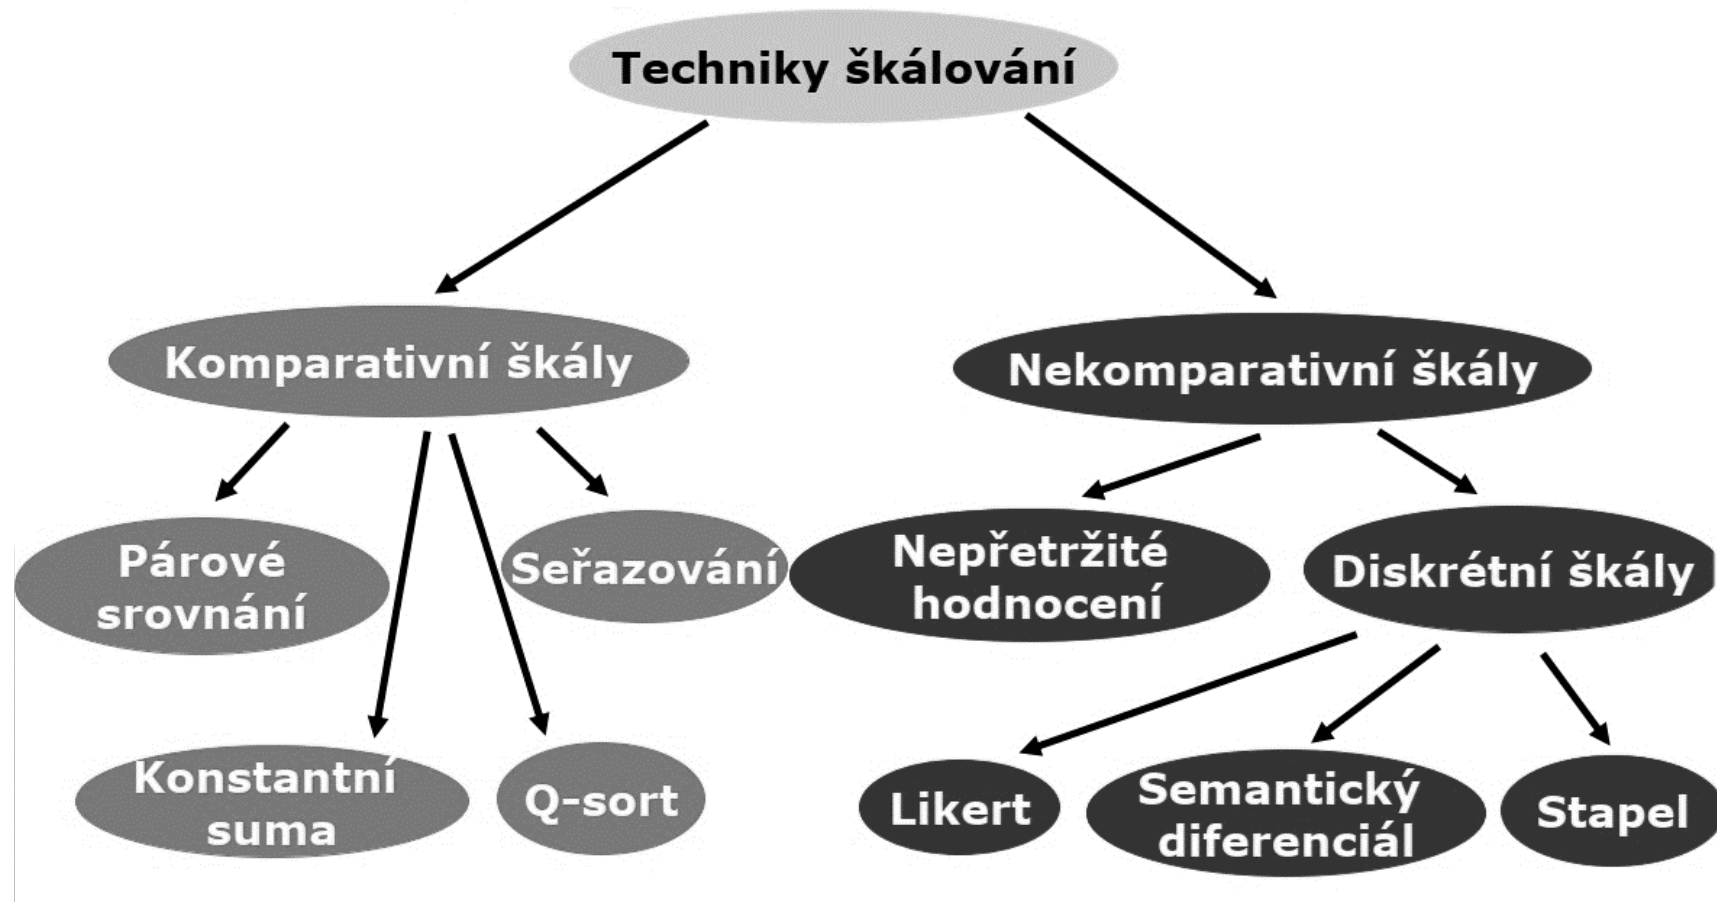 Techniky škálování
Komparativní škály
Nekomparativní škály
Párové
srovnání
Seřazování
Nepřetržité
hodnocení
Diskrétní škály
Konstantní
suma
Q-sort
Likert
Semantický
diferenciál
Stapel